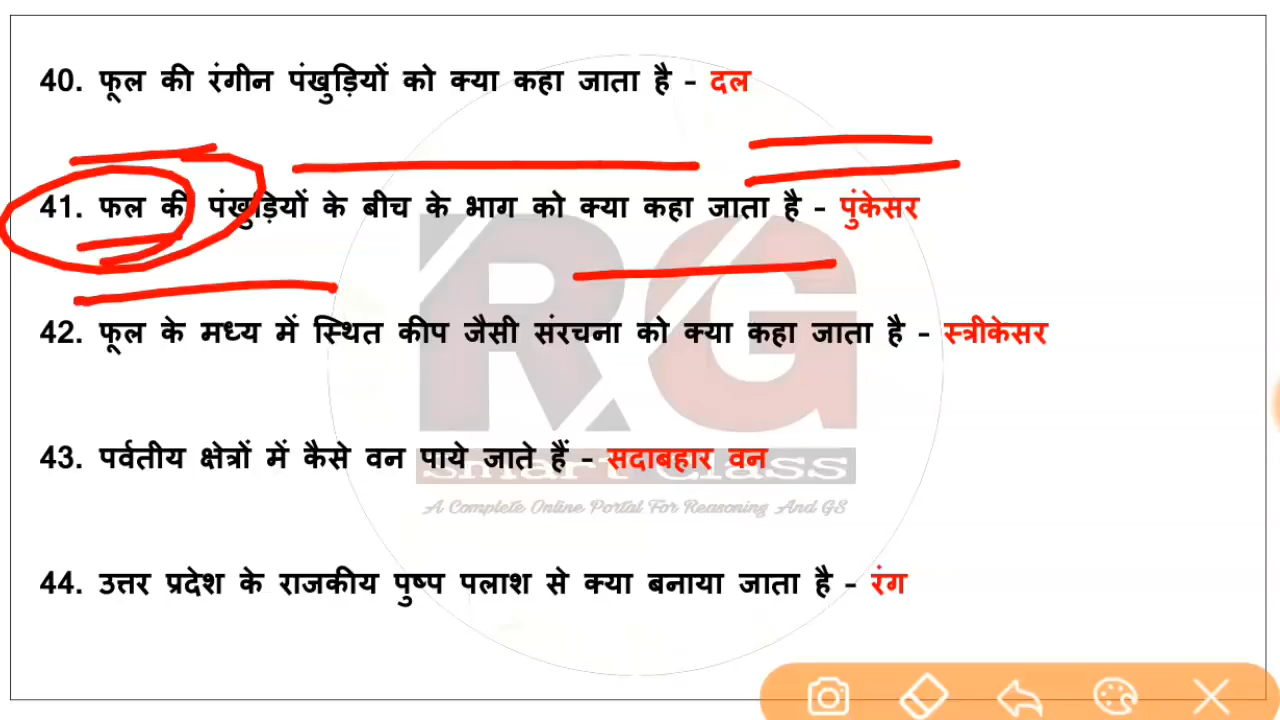 40. फूल की रंगीन पंखुड़ियों को क्या कहा जाता है – दल
41. फल की पंखुड़ियों के बीच के भाग को क्या कहा जाता है – पुंकेसर
42. फूल के मध्य में स्थित कीप जैसी संरचना को क्या कहा जाता है – स्त्रीकेसर
43. पर्वतीय क्षेत्रों में कैसे वन पाये जाते हैं – सदाबहार वन
RG
Smart Class
A Complete Online Portal For Reasoning And GS
44. उत्तर प्रदेश के राजकीय पुष्प पलाश से क्या बनाया जाता है – रंग